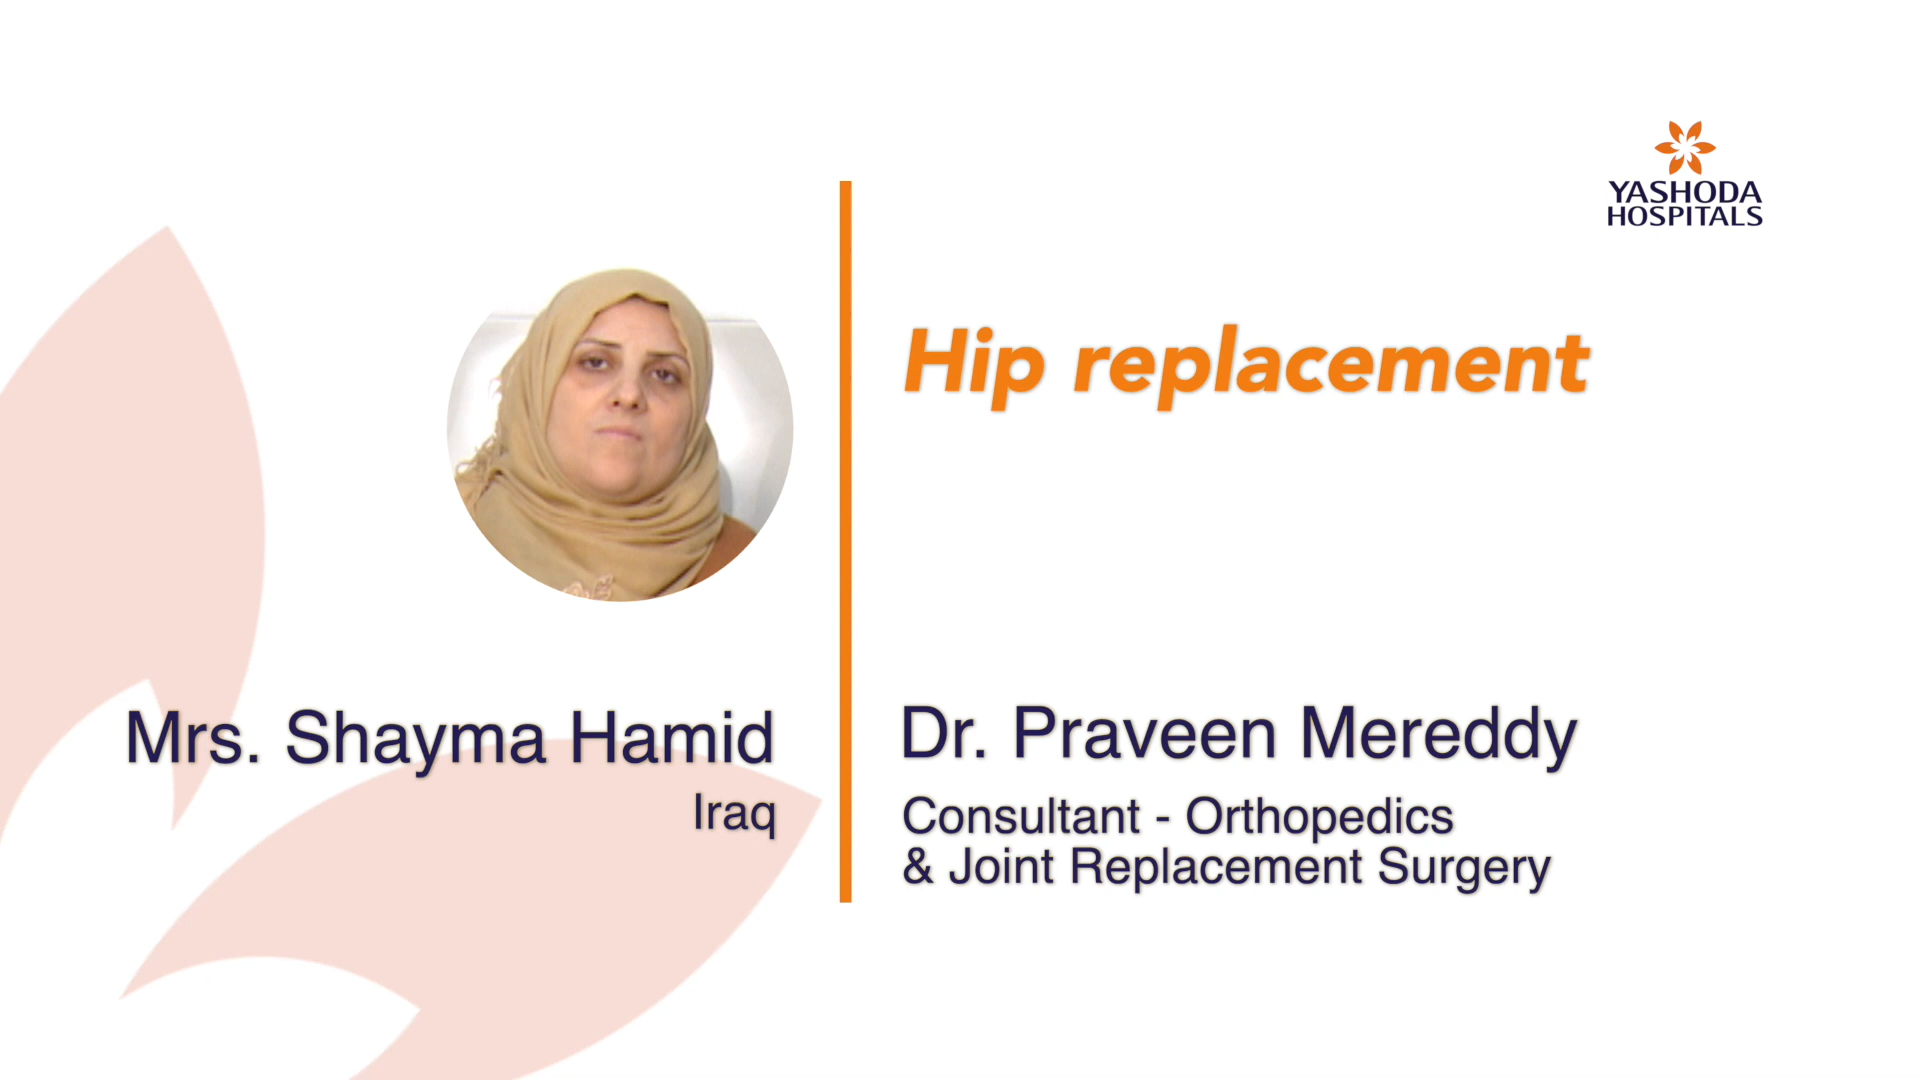 YASHODA
HOSPITALS
Hip replacement
Mrs. Shayma Hamid
Iraq
Dr. Praveen Mereddy
Consultant - Orthopedics
& Joint Replacement Surgery